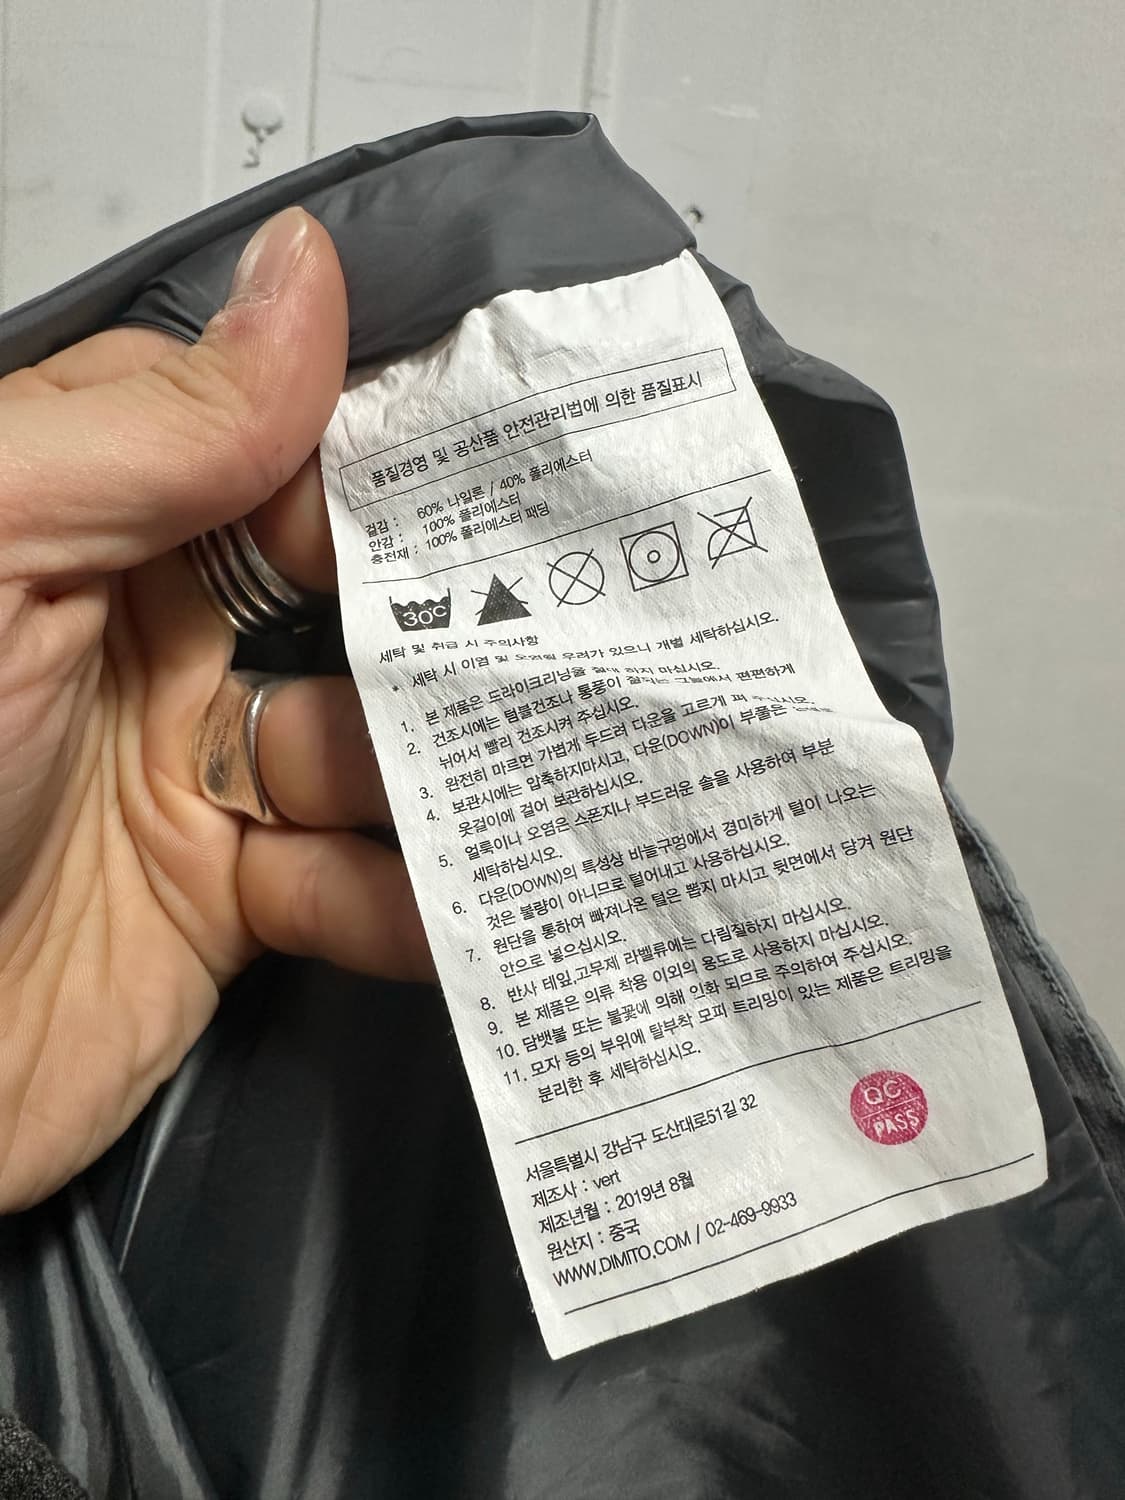 품질경영 및 공산품 안전관리법에 의한 품질표시
겉감 : 60% 나일론 / 40% 폴리에스터
안감 : 100% 폴리에스터
충전재 : 100% 폴리에스터 패딩
30°C
세탁 및 취급 시 주의사항
* 세탁 시 이염 및 오염될 우려가 있으니 개별 세탁하십시오.
1. 본 제품은 드라이크리닝을 절대 하지 마십시오.
2. 건조시에는 텀블건조나 통풍이 잘되는 그늘에서 편편하게
뉘어서 빨리 건조시켜 주십시오.
3. 완전히 마르면 가볍게 두드려 다운을 고르게 펴 주십시오.
4. 보관시에는 압축하지마시고, 다운(DOWN)이 부풀은
옷걸이에 걸어 보관하십시오.
5. 얼룩이나 오염은 스폰지나 부드러운 솔을 사용하여 부분
세탁하십시오.
6. 다운(DOWN)의 특성상 바늘구멍에서 경미하게 털이 나오는
것은 불량이 아니므로 털어내고 사용하십시오.
7. 원단을 통하여 빠져나온 털은 뽑지 마시고 뒷면에서 당겨 원단
안으로 넣으십시오.
8. 반사 테잎,고무제 라벨류에는 다림질하지 마십시오.
9. 본 제품은 의류 착용 이외의 용도로 사용하지 마십시오.
10. 담뱃불 또는 불꽃에 의해 의화 되므로 주의하여 주십시오.
11. 모자 등의 부위에 탈부착 모피 트리밍이 있는 제품은 트리밍을
분리한 후 세탁하십시오.
QC
PASS
서울특별시 강남구 도산대로51길 32
제조사 : vert
제조년월 : 2019년 8월
원산지 : 중국
WWW.DIMITO.COM / 02-469-9933